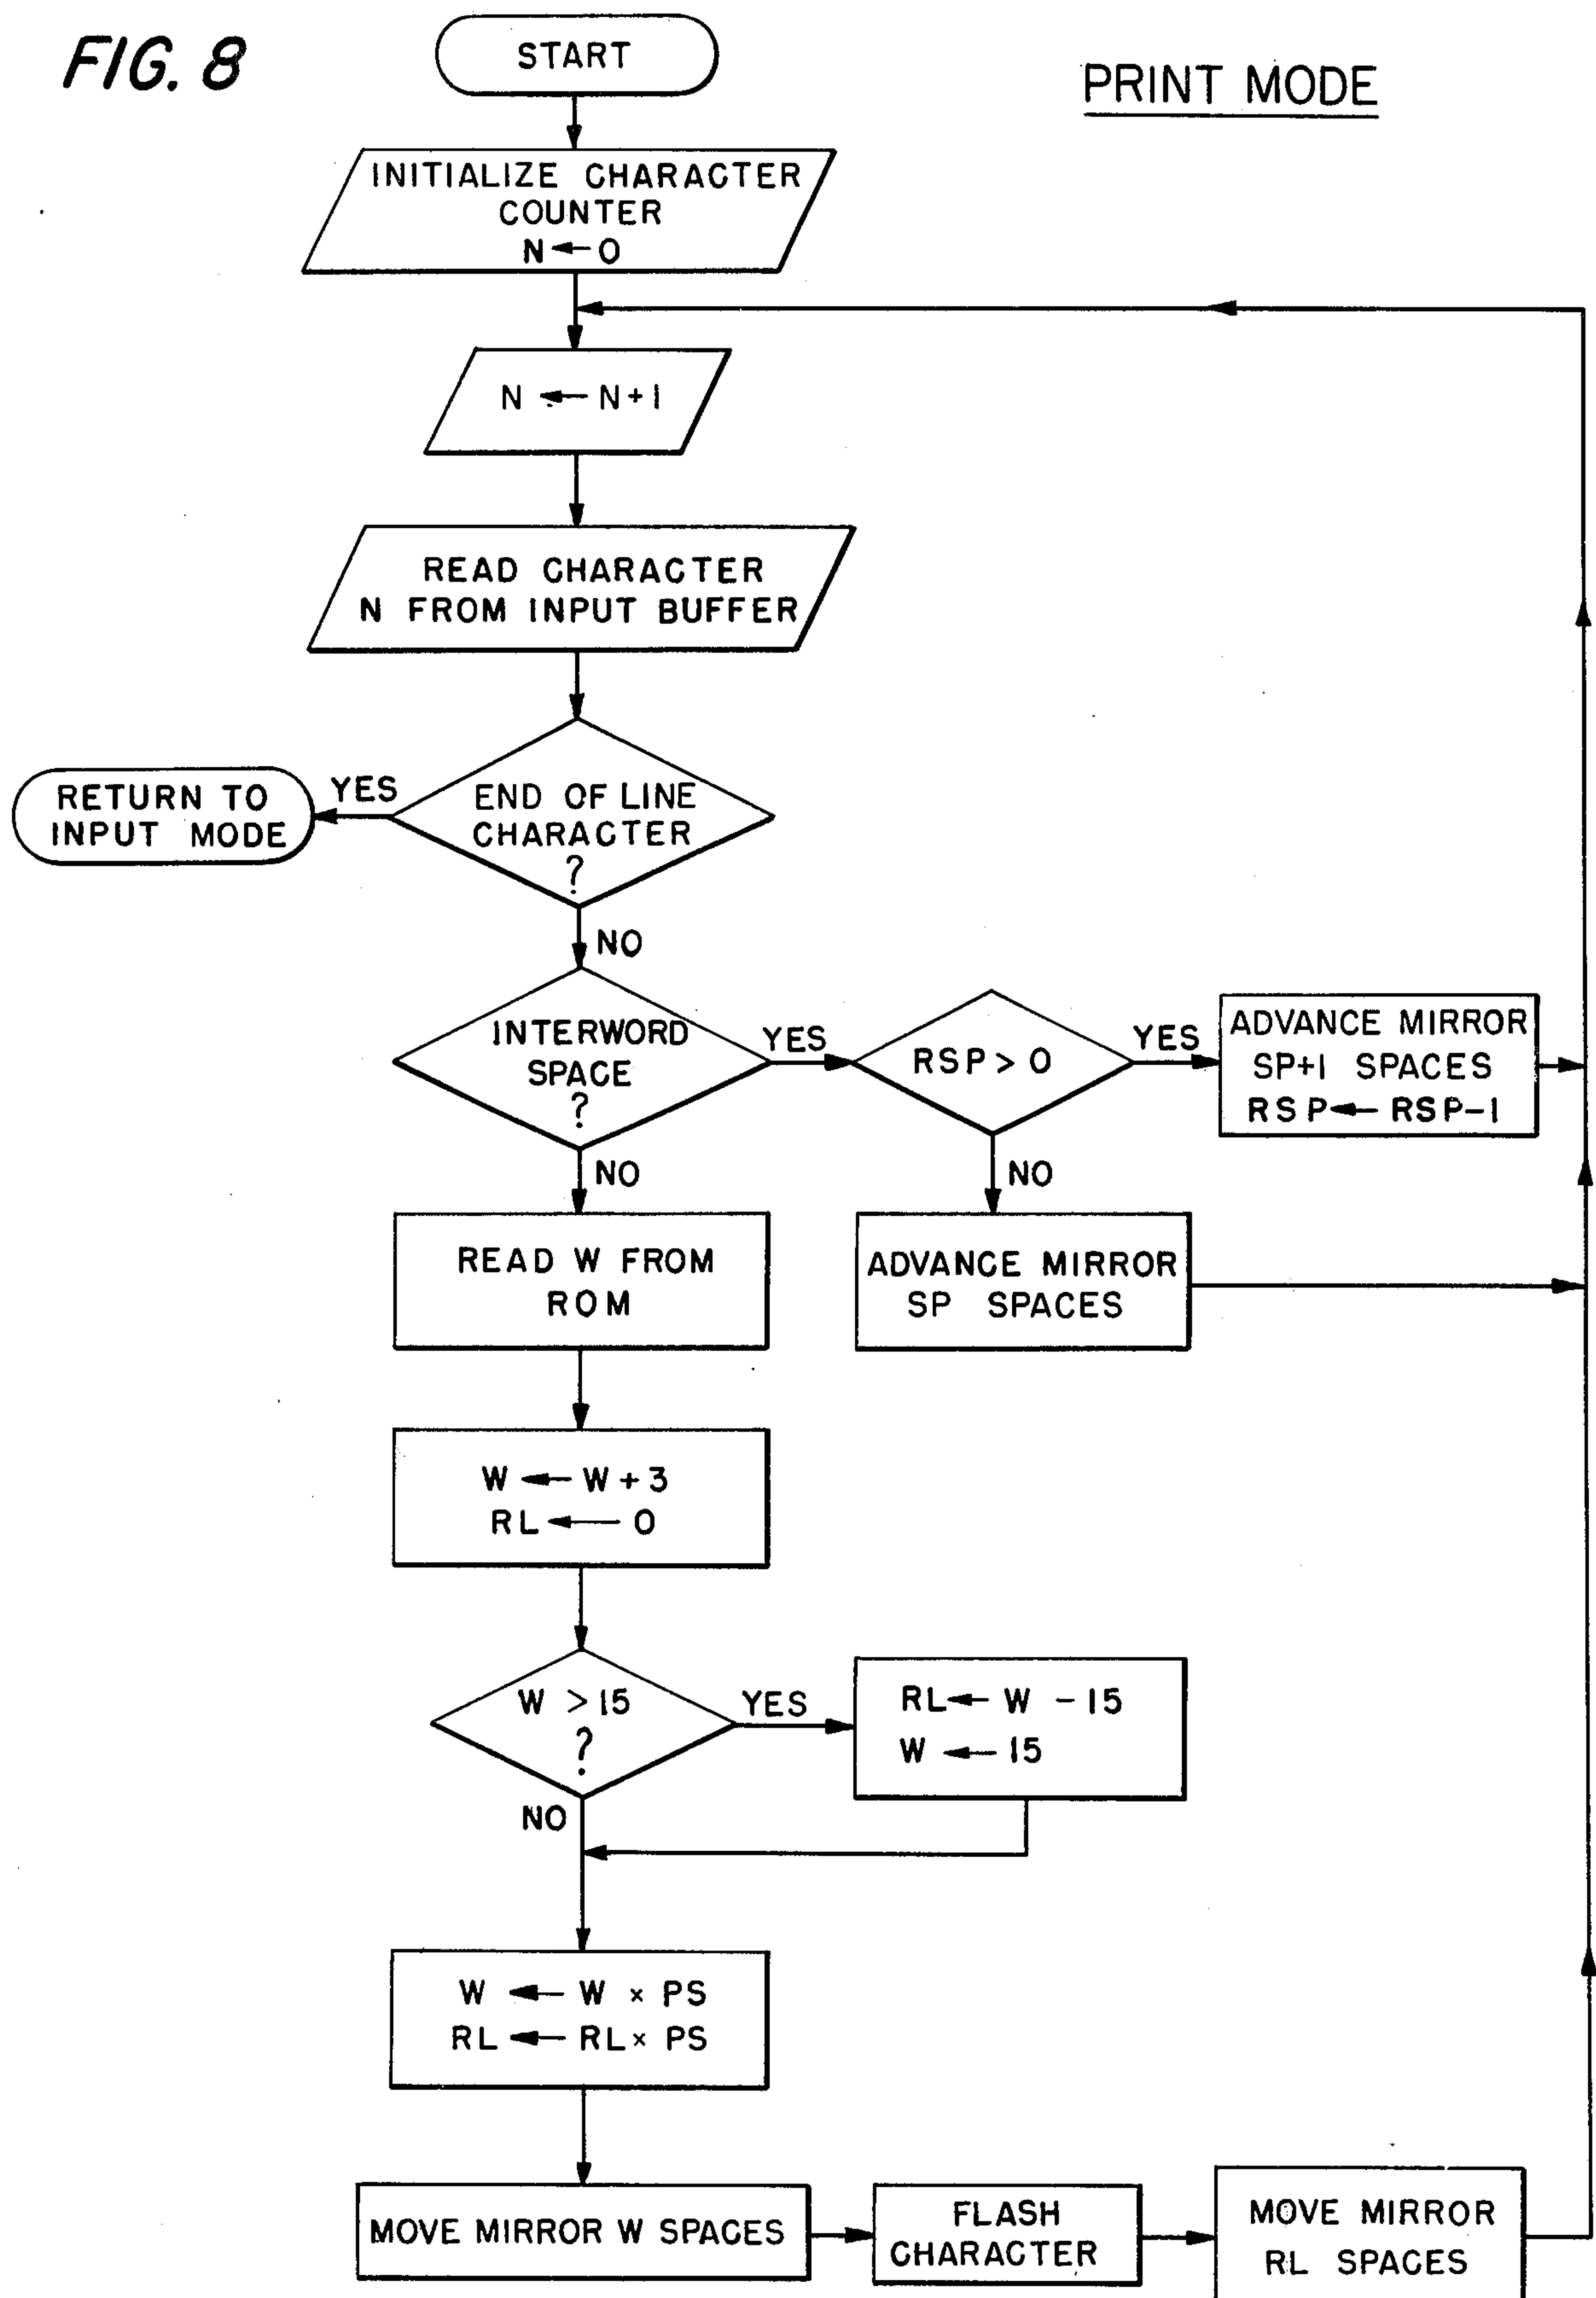 FIG. 8
START
PRINT MODE
INITIALIZE CHARACTER
COUNTER
N ← 0
N ← N+1
READ CHARACTER
N FROM INPUT BUFFER
END OF LINE
CHARACTER
?
YES
RETURN TO
INPUT MODE
NO
INTERWORD
SPACE
?
YES
RSP > 0
YES
ADVANCE MIRROR
SP+1 SPACES
RSP ← RSP-1
NO
NO
READ W FROM
ROM
ADVANCE MIRROR
SP SPACES
W ← W + 3
RL ← 0
W > 15
?
YES
RL ← W - 15
W ← 15
NO
W ← W × PS
RL ← RL × PS
MOVE MIRROR W SPACES
FLASH
CHARACTER
MOVE MIRROR
RL SPACES